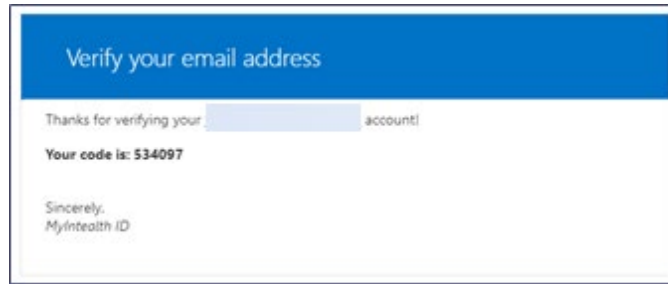 Verify your email address
Thanks for verifying your account!
Your code is: 534097
Sincerely,
MyIntealth ID